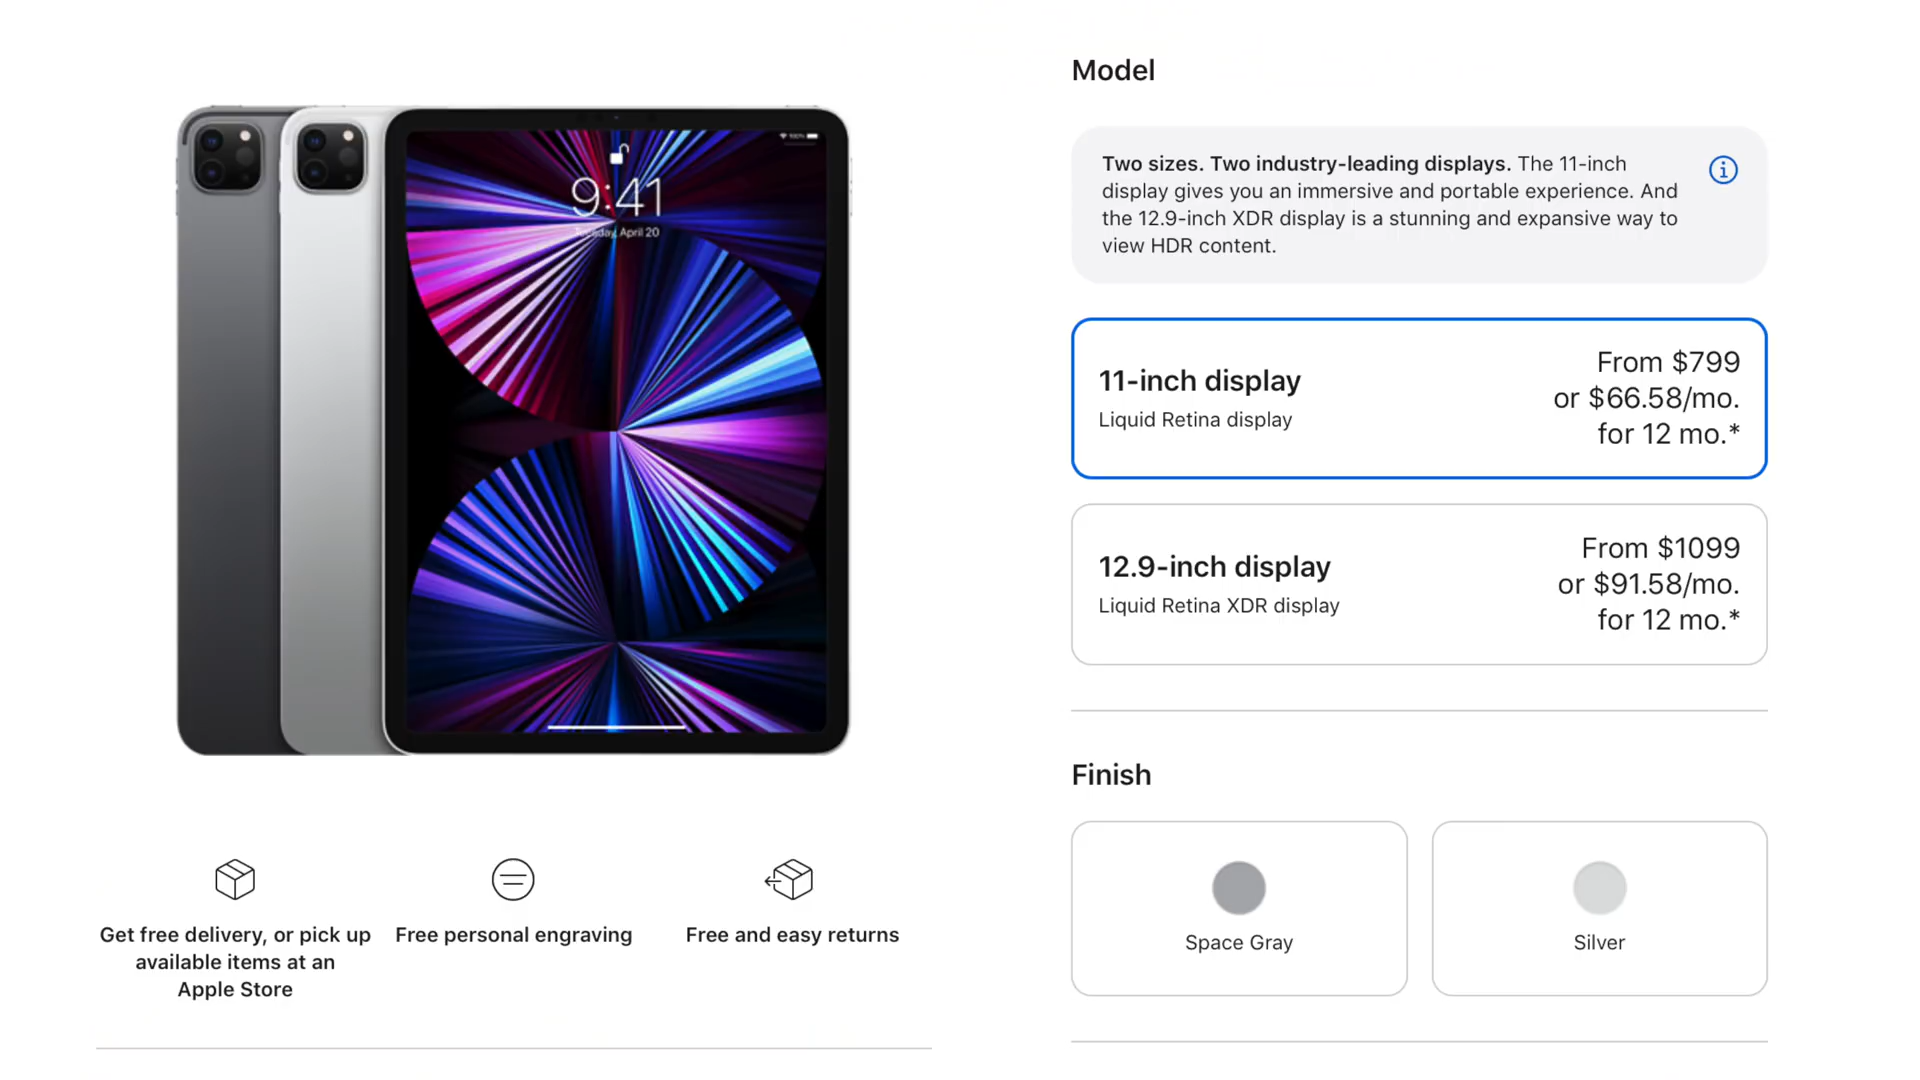 100%
9:41
Tuesday, April 20
Get free delivery, or pick up
available items at an
Apple Store
Free personal engraving
Free and easy returns
Model
Two sizes. Two industry-leading displays. The 11-inch
display gives you an immersive and portable experience. And
the 12.9-inch XDR display is a stunning and expansive way to
view HDR content.
11-inch display
Liquid Retina display
From $799
or $66.58/mo.
for 12 mo.*
12.9-inch display
Liquid Retina XDR display
From $1099
or $91.58/mo.
for 12 mo.*
Finish
Space Gray
Silver